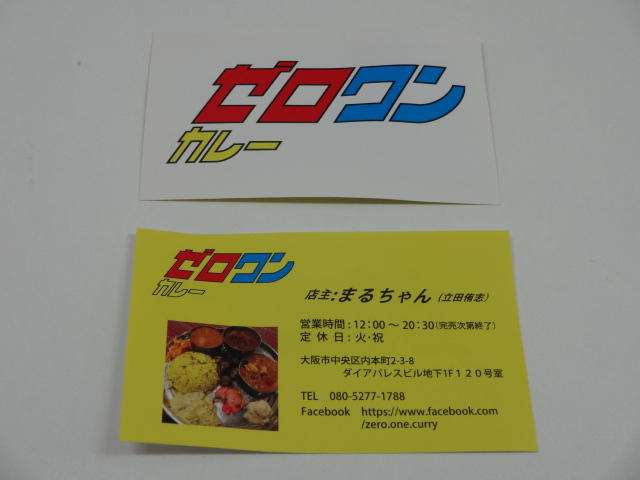 ゼロワン
カレー
ゼロワン
カレー
店主:まるちゃん (立田侑志)
営業時間:12:00～20:30(完売次第終了)
定休日:火・祝
大阪市中央区内本町2-3-8
ダイアパレスビル地下1F１２０号室
TEL 080-5277-1788
Facebook https://www.facebook.com
/zero.one.curry